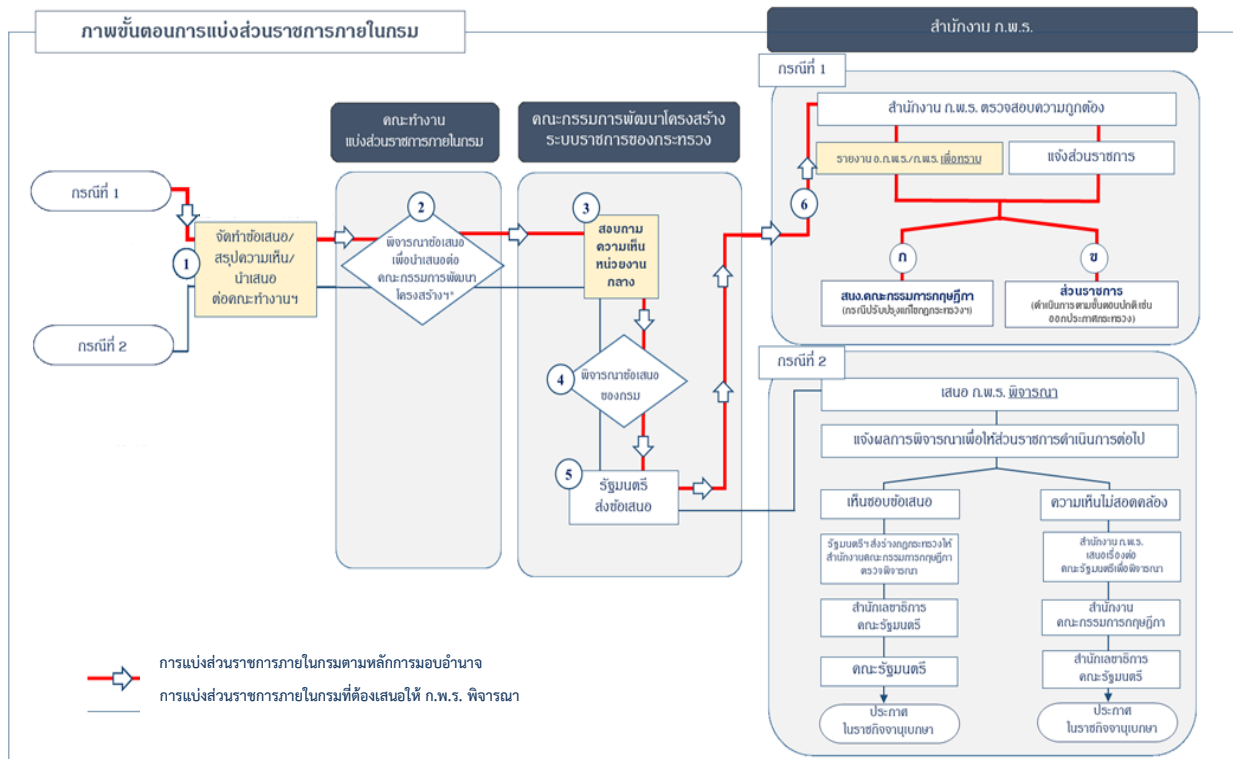 ภาพขั้นตอนการแบ่งส่วนราชการภายในกรม
สำนักงาน ก.พ.ร.
คณะทำงาน
แบ่งส่วนราชการภายในกรม
คณะกรรมการพัฒนาโครงสร้าง
ระบบราชการของกระทรวง
กรณีที่ 1
กรณีที่ 2
1
จัดทำข้อเสนอ/
สรุปความเห็น/
นำเสนอ
ต่อคณะทำงานฯ
2
พิจารณาข้อเสนอ
เพื่อนำเสนอต่อ
คณะกรรมการพัฒนา
โครงสร้างฯ*
3
สอบถาม
ความเห็น
หน่วยงาน
กลาง
4
พิจารณาข้อเสนอ
ของกรม
5
รัฐมนตรี
ส่งข้อเสนอ
6
กรณีที่ 1
สำนักงาน ก.พ.ร. ตรวจสอบความถูกต้อง
รายงาน อ.ก.พ.ร./ก.พ.ร. เพื่อทราบ
แจ้งส่วนราชการ
ก
สนง.คณะกรรมการกฤษฎีกา
(กรณีปรับปรุงแก้ไขกฎกระทรวงฯ)
ข
ส่วนราชการ
(ดำเนินการตามขั้นตอนปกติ เช่น
ออกประกาศกระทรวง)
กรณีที่ 2
เสนอ ก.พ.ร. พิจารณา
แจ้งผลการพิจารณาเพื่อให้ส่วนราชการดำเนินการต่อไป
เห็นชอบข้อเสนอ
รัฐมนตรีฯ ส่งร่างกฎกระทรวงให้
สำนักงานคณะกรรมการกฤษฎีกา
ตรวจพิจารณา
สำนักเลขาธิการ
คณะรัฐมนตรี
คณะรัฐมนตรี
ประกาศ
ในราชกิจจานุเบกษา
ความเห็นไม่สอดคล้อง
สำนักงาน ก.พ.ร.
เสนอเรื่องต่อ
คณะรัฐมนตรีเพื่อพิจารณา
สำนักงาน
คณะกรรมการกฤษฎีกา
สำนักเลขาธิการ
คณะรัฐมนตรี
ประกาศ
ในราชกิจจานุเบกษา
การแบ่งส่วนราชการภายในกรมตามหลักการมอบอำนาจ
การแบ่งส่วนราชการภายในกรมที่ต้องเสนอให้ ก.พ.ร. พิจารณา